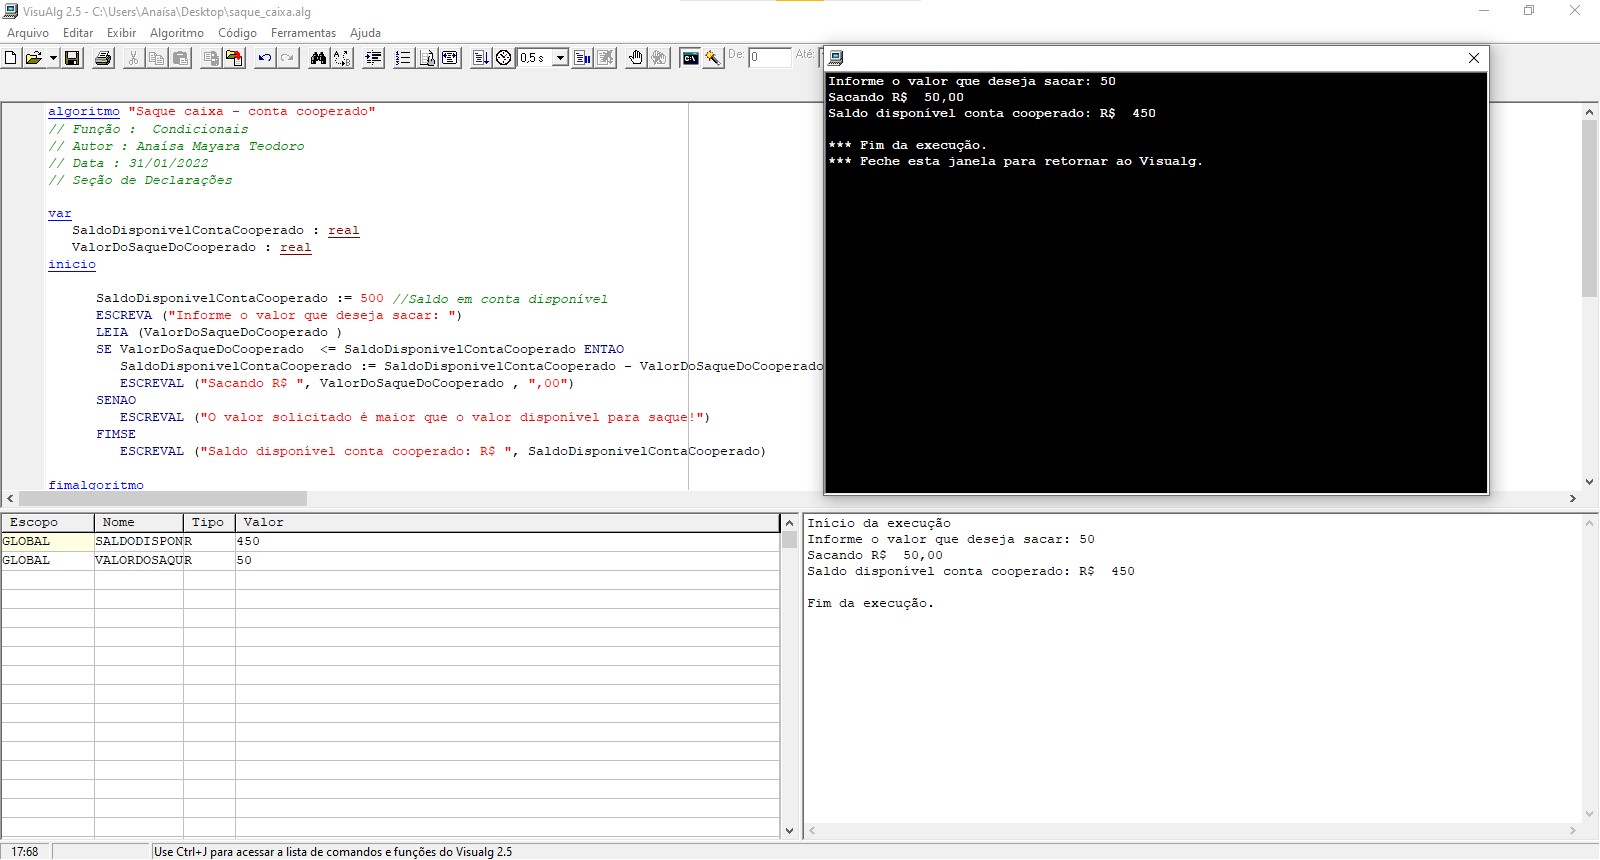 VisuAlg 2.5 - C:\Users\Anaísa\Desktop\saque_caixa.alg
Arquivo Editar Exibir Algoritmo Código Ferramentas Ajuda
0,5 s De: 0 Até:
algoritmo "Saque caixa - conta cooperado"
// Função :  Condicionais
// Autor : Anaísa Mayara Teodoro
// Data : 31/01/2022
// Seção de Declarações
var
SaldoDisponivelContaCooperado : real
ValorDoSaqueDoCooperado : real
inicio
SaldoDisponivelContaCooperado := 500 //Saldo em conta disponível
ESCREVA ("Informe o valor que deseja sacar: ")
LEIA (ValorDoSaqueDoCooperado )
SE ValorDoSaqueDoCooperado  <= SaldoDisponivelContaCooperado ENTAO
SaldoDisponivelContaCooperado := SaldoDisponivelContaCooperado - ValorDoSaqueDoCooperado
ESCREVAL ("Sacando R$ ", ValorDoSaqueDoCooperado , ",00")
SENAO
ESCREVAL ("O valor solicitado é maior que o valor disponível para saque!")
FIMSE
ESCREVAL ("Saldo disponível conta cooperado: R$ ", SaldoDisponivelContaCooperado)
fimalgoritmo
Informe o valor que deseja sacar: 50
Sacando R$  50,00
Saldo disponível conta cooperado: R$  450
*** Fim da execução.
*** Feche esta janela para retornar ao Visualg.
Escopo Nome Tipo Valor
GLOBAL SALDODISPON R 450
GLOBAL VALORDOSAQU R 50
Início da execução
Informe o valor que deseja sacar: 50
Sacando R$  50,00
Saldo disponível conta cooperado: R$  450
Fim da execução.
17:68 Use Ctrl+J para acessar a lista de comandos e funções do Visualg 2.5